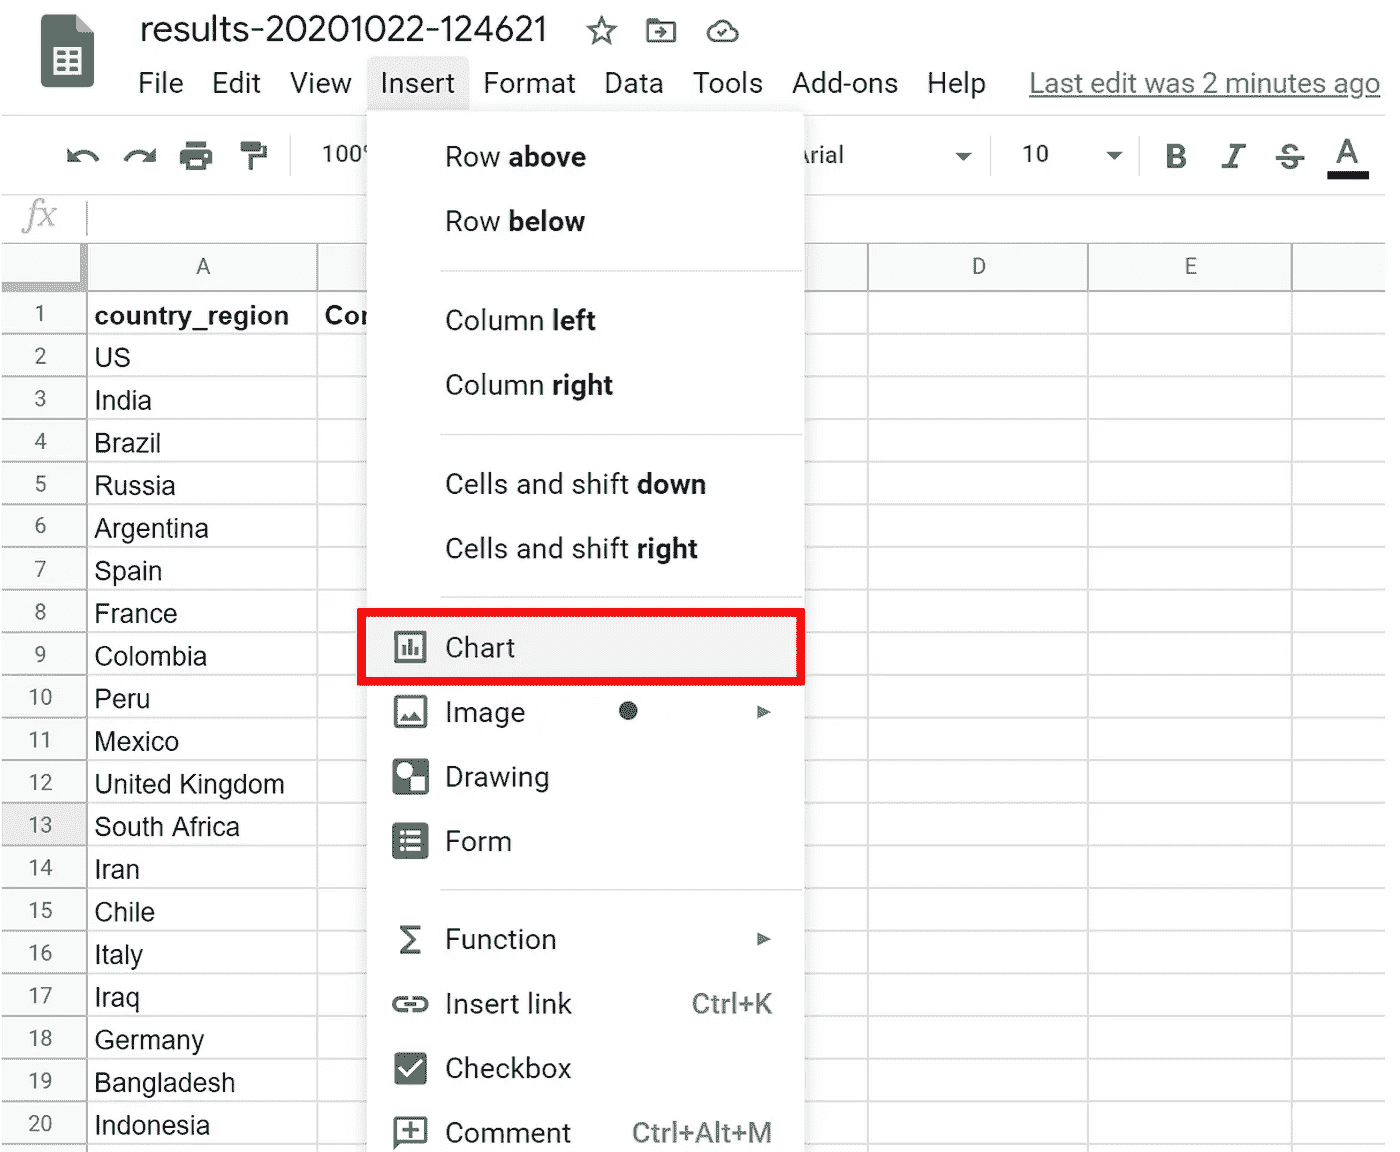 results-20201022-124621
File Edit View Insert Format Data Tools Add-ons Help Last edit was 2 minutes ago
100% Arial 10 B I S A
fx
A D E
1 country_region
2 US
3 India
4 Brazil
5 Russia
6 Argentina
7 Spain
8 France
9 Colombia
10 Peru
11 Mexico
12 United Kingdom
13 South Africa
14 Iran
15 Chile
16 Italy
17 Iraq
18 Germany
19 Bangladesh
20 Indonesia
Row above
Row below
Column left
Column right
Cells and shift down
Cells and shift right
Chart
Image
Drawing
Form
Function
Insert link Ctrl+K
Checkbox
Comment Ctrl+Alt+M